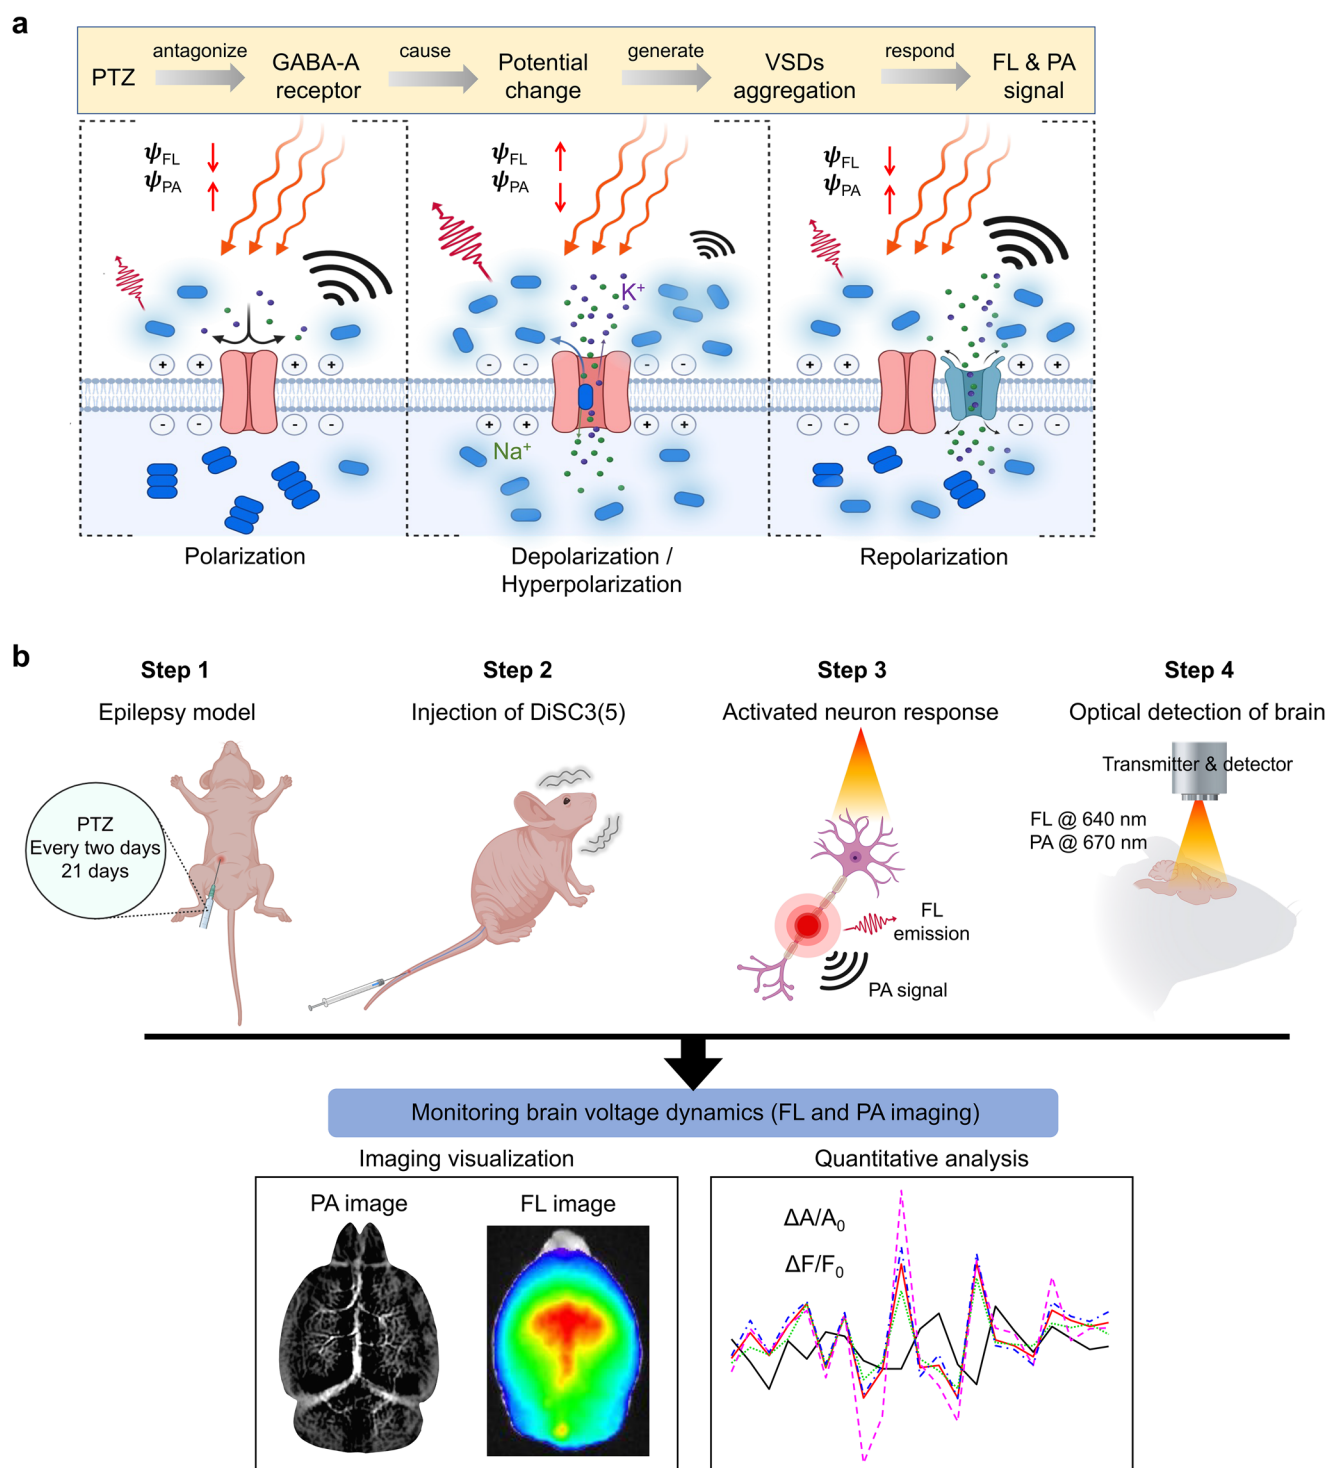 a
antagonize cause generate respond
PTZ GABA-A receptor Potential change VSDs aggregation FL & PA signal
ψFL
ψPA
ψFL
ψPA
ψFL
ψPA
K+
+ + + + - - - - + + + +
- - - - + + + + - - - -
Na+
Polarization
Depolarization /
Hyperpolarization
Repolarization
b
Step 1
Epilepsy model
PTZ
Every two days
21 days
Step 2
Injection of DiSC3(5)
Step 3
Activated neuron response
FL
emission
PA signal
Step 4
Optical detection of brain
Transmitter & detector
FL @ 640 nm
PA @ 670 nm
Monitoring brain voltage dynamics (FL and PA imaging)
Imaging visualization
PA image
FL image
Quantitative analysis
ΔA/A0
ΔF/F0